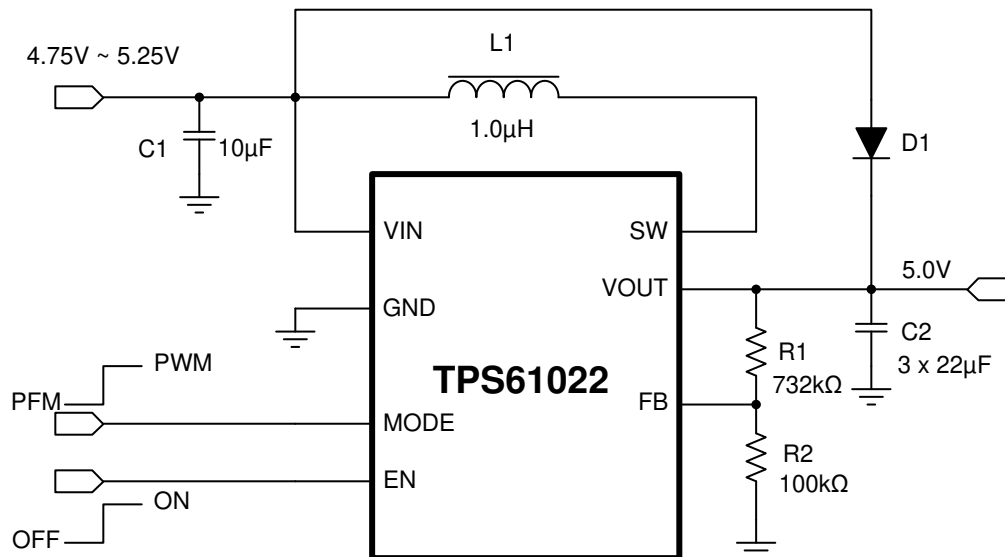 L1
4.75V ~ 5.25V
1.0µH
C1
10µF
D1
VIN
SW
5.0V
VOUT
GND
C2
3 x 22µF
R1
732kΩ
PWM
PFM
TPS61022
FB
MODE
R2
100kΩ
EN
ON
OFF